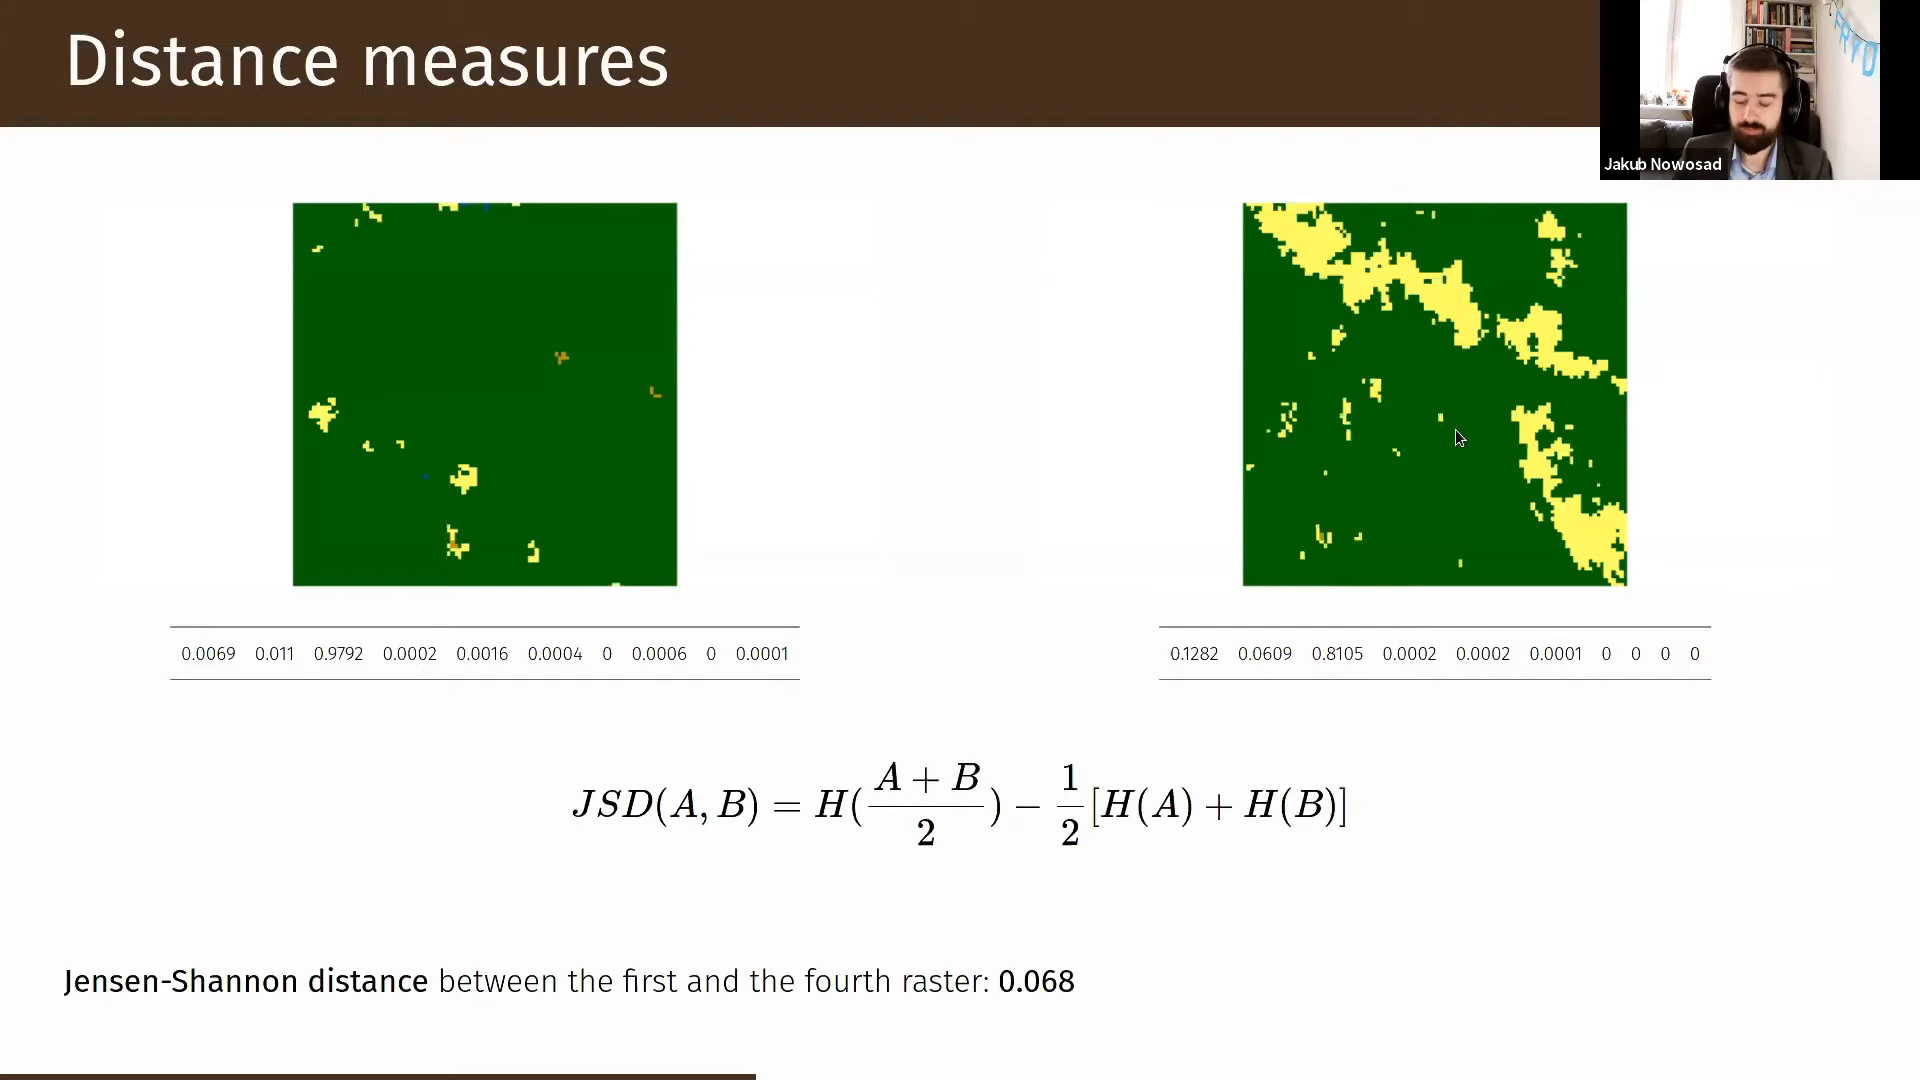 Distance measures
Jakub Nowosad
0.0069 0.011 0.9792 0.0002 0.0016 0.0004 0 0.0006 0 0.0001
0.1282 0.0609 0.8105 0.0002 0.0002 0.0001 0 0 0 0
JSD(A, B) = H(\frac{A + B}{2}) − \frac{1}{2}[H(A) + H(B)]
Jensen-Shannon distance between the first and the fourth raster: 0.068